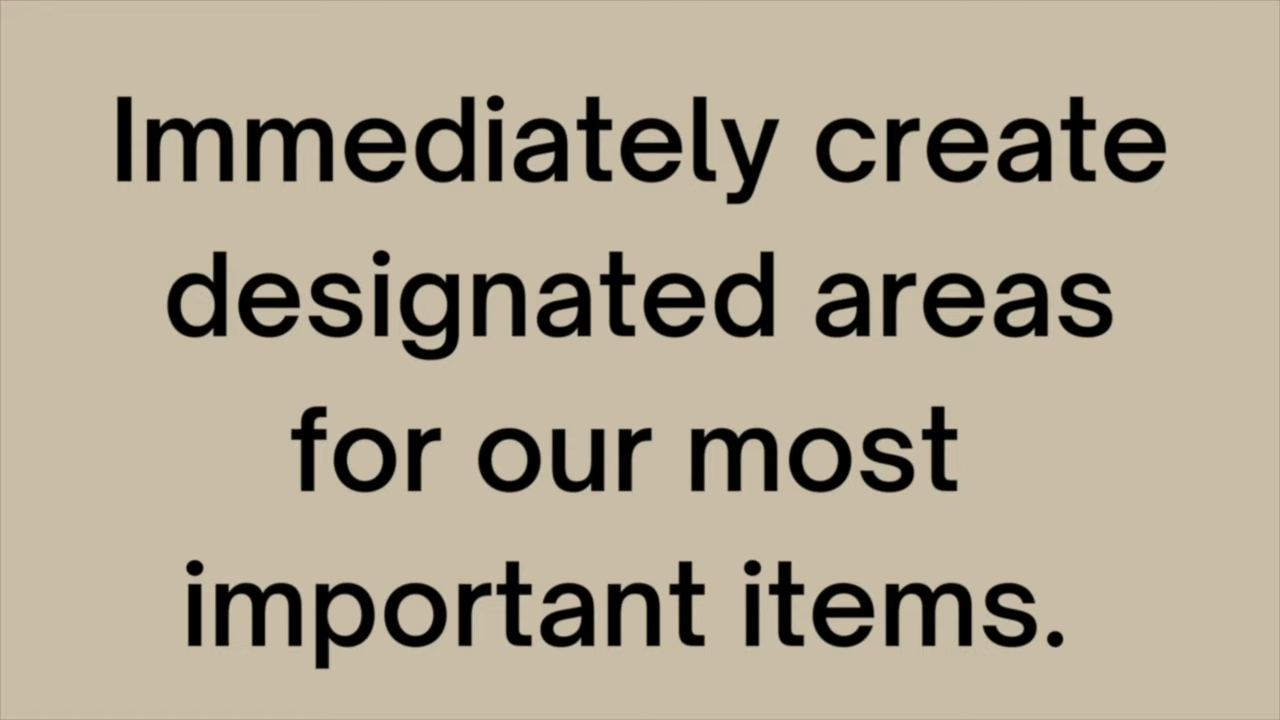 Immediately create
designated areas
for our most
important items.